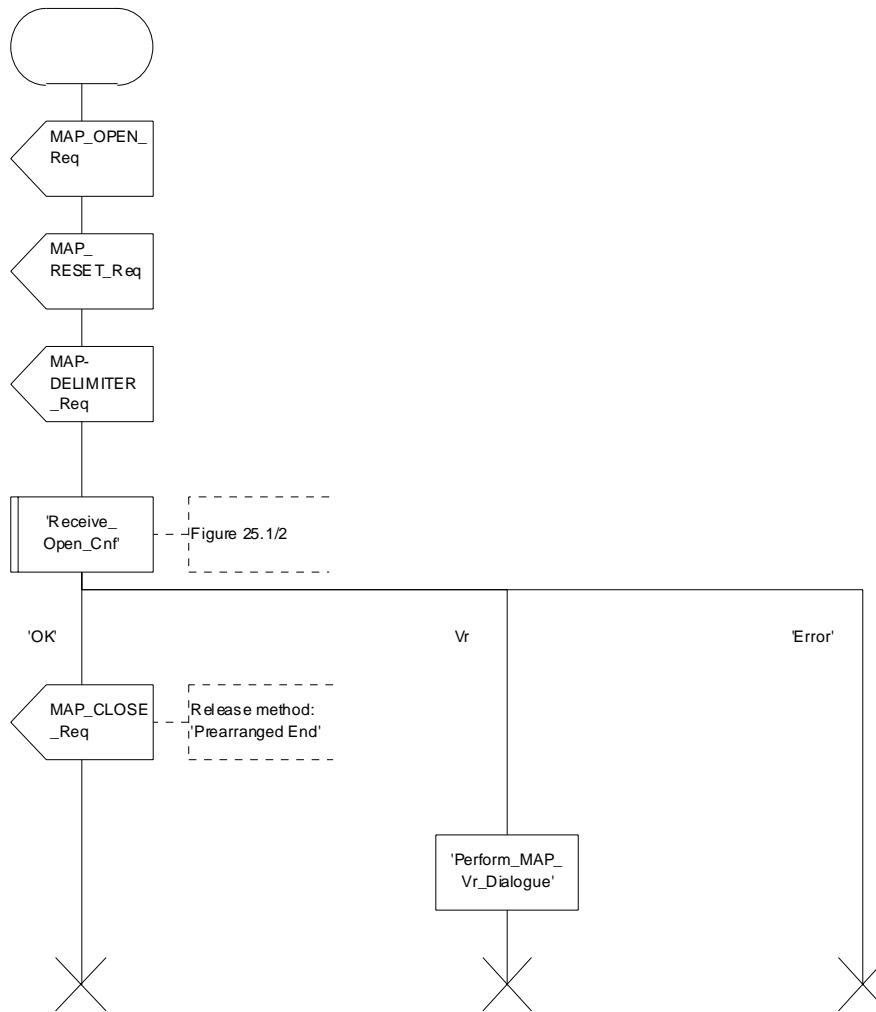 MAP_OPEN_
Req
MAP_
RESET_Req
MAP-
DELIMITER
_Req
'Receive_
Open_Cnf'
Figure 25.1/2
'OK'
Vr
'Error'
MAP_CLOSE
_Req
Release method:
'Prearranged End'
'Perform_MAP_
Vr_Dialogue'